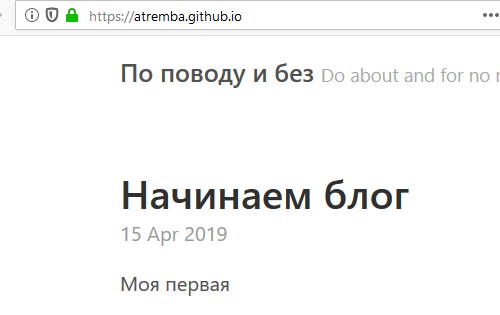 https://atremba.github.io
По поводу и без Do about and for no
Начинаем блог
15 Apr 2019
Моя первая